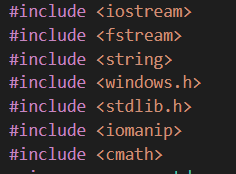 #include <iostream>
#include <fstream>
#include <string>
#include <windows.h>
#include <stdlib.h>
#include <iomanip>
#include <cmath>